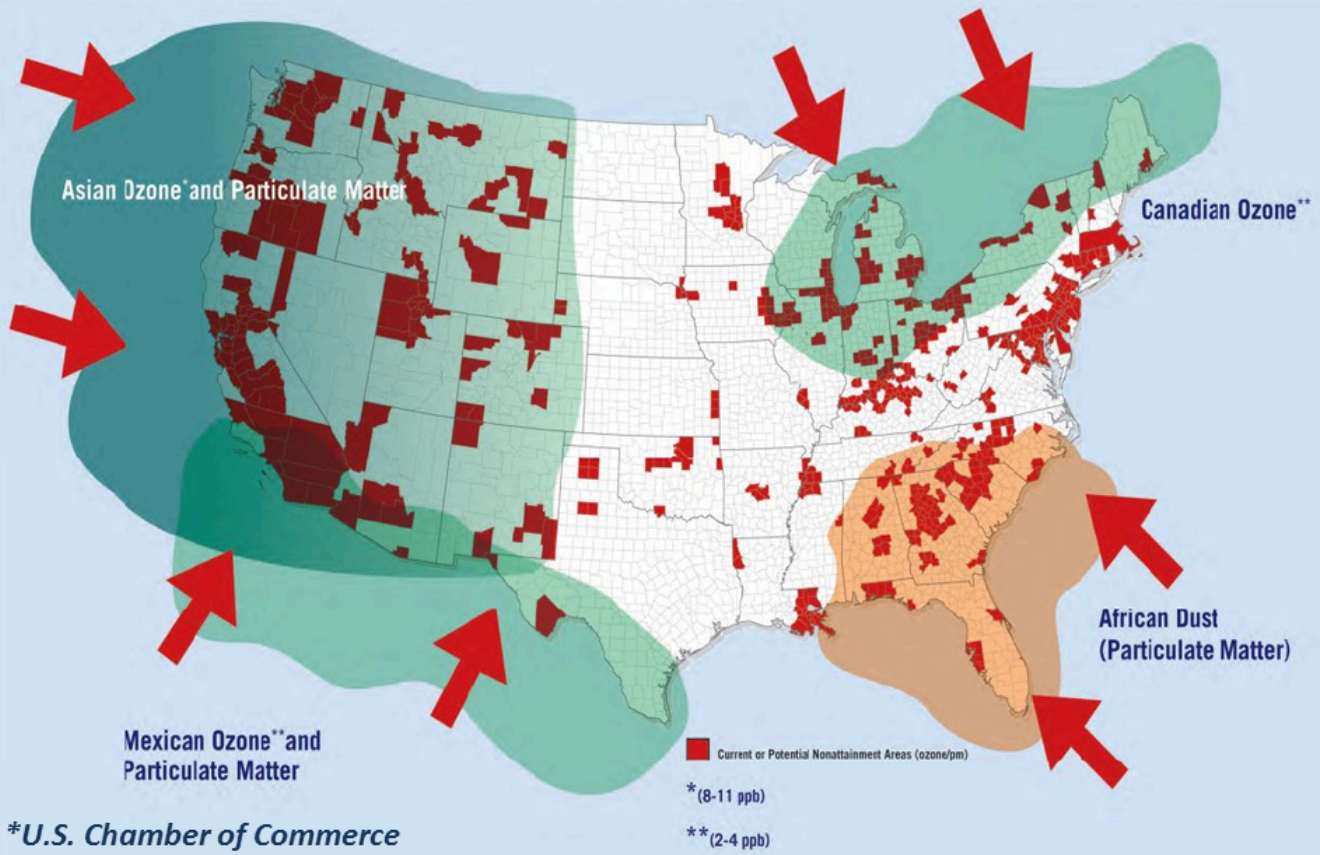 Asian Ozone* and Particulate Matter
Canadian Ozone**
African Dust
(Particulate Matter)
Mexican Ozone** and
Particulate Matter
Current or Potential Nonattainment Areas (ozone/pm)
*(8-11 ppb)
**(2-4 ppb)
*U.S. Chamber of Commerce